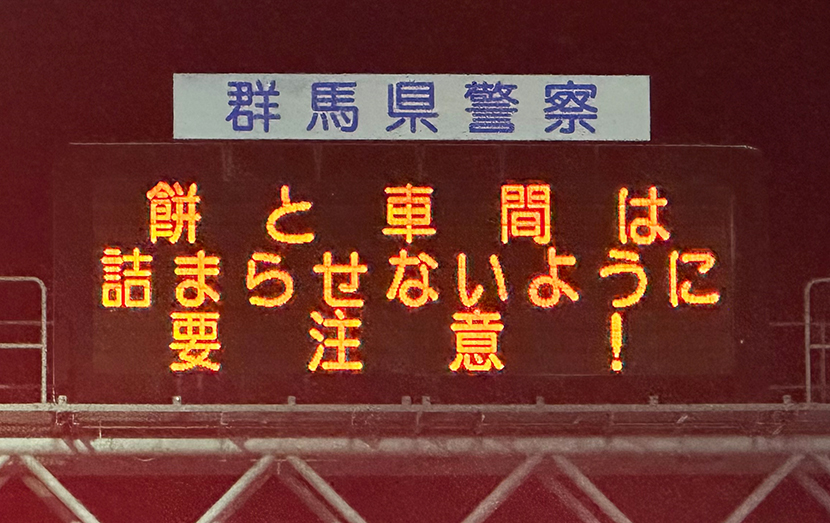 群馬県警察
餅と車間は
詰まらせないように
要注意！